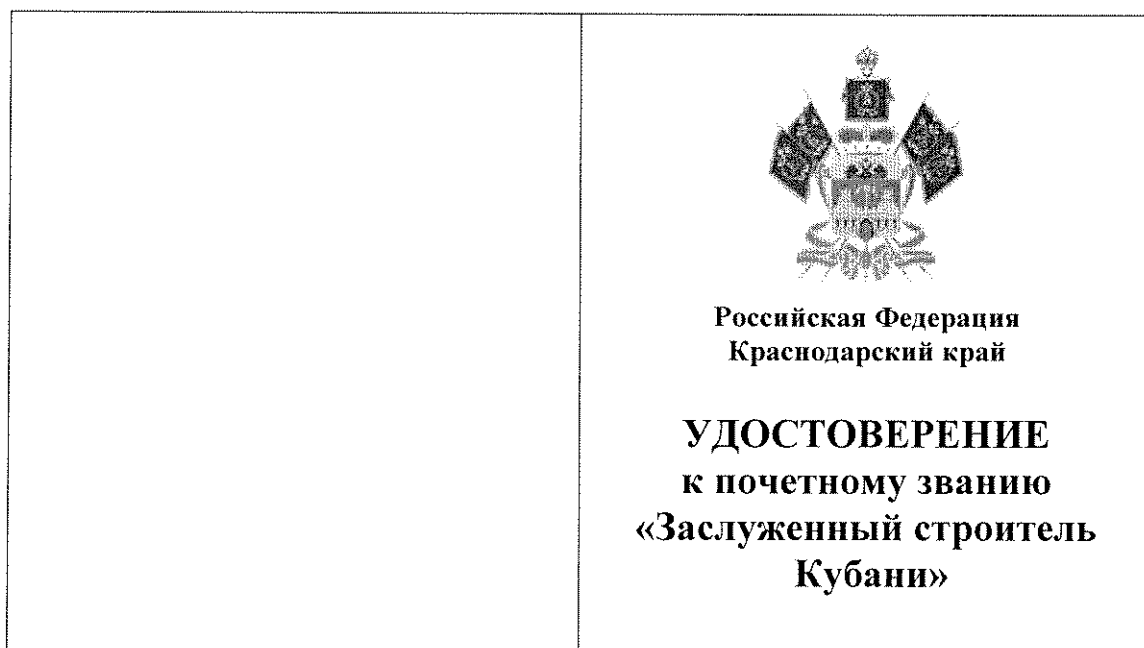 Российская Федерация
Краснодарский край
УДОСТОВЕРЕНИЕ
к почетному званию
«Заслуженный строитель
Кубани»